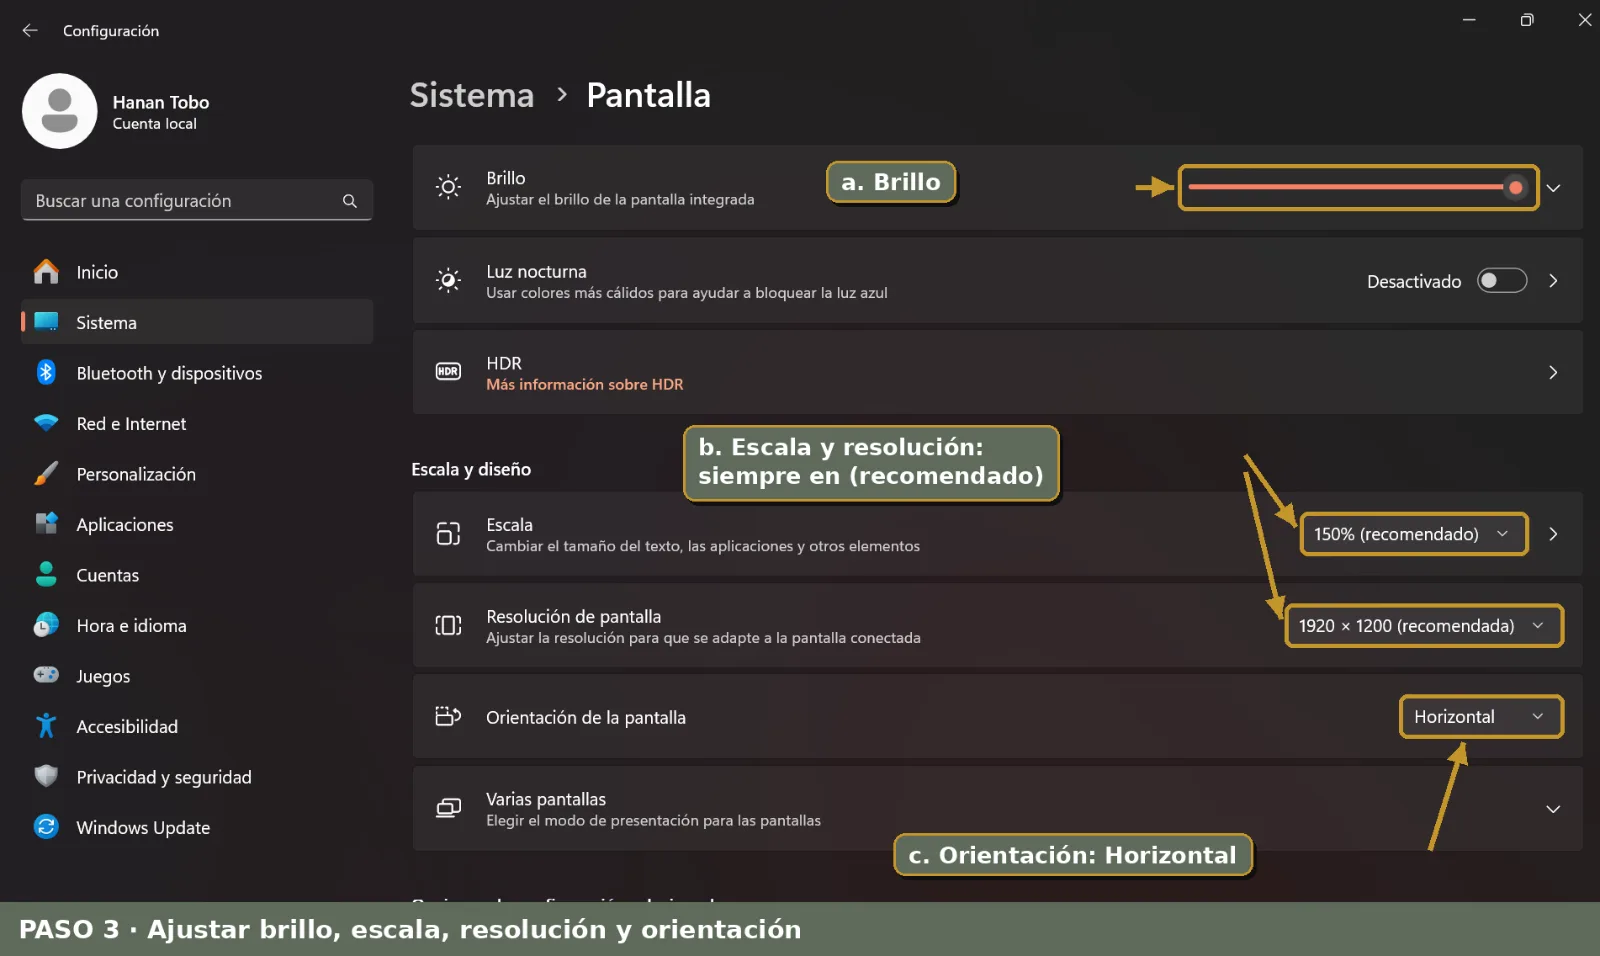 Configuración
Hanan Tobo
Cuenta local
Buscar una configuración
Inicio
Sistema
Bluetooth y dispositivos
Red e Internet
Personalización
Aplicaciones
Cuentas
Hora e idioma
Juegos
Accesibilidad
Privacidad y seguridad
Windows Update
Sistema > Pantalla
Brillo
Ajustar el brillo de la pantalla integrada
a. Brillo
Luz nocturna
Usar colores más cálidos para ayudar a bloquear la luz azul
Desactivado
HDR
HDR
Más información sobre HDR
b. Escala y resolución:
siempre en (recomendado)
Escala y diseño
Escala
Cambiar el tamaño del texto, las aplicaciones y otros elementos
150% (recomendado)
Resolución de pantalla
Ajustar la resolución para que se adapte a la pantalla conectada
1920 × 1200 (recomendada)
Orientación de la pantalla
Horizontal
Varias pantallas
Elegir el modo de presentación para las pantallas
c. Orientación: Horizontal
PASO 3 · Ajustar brillo, escala, resolución y orientación